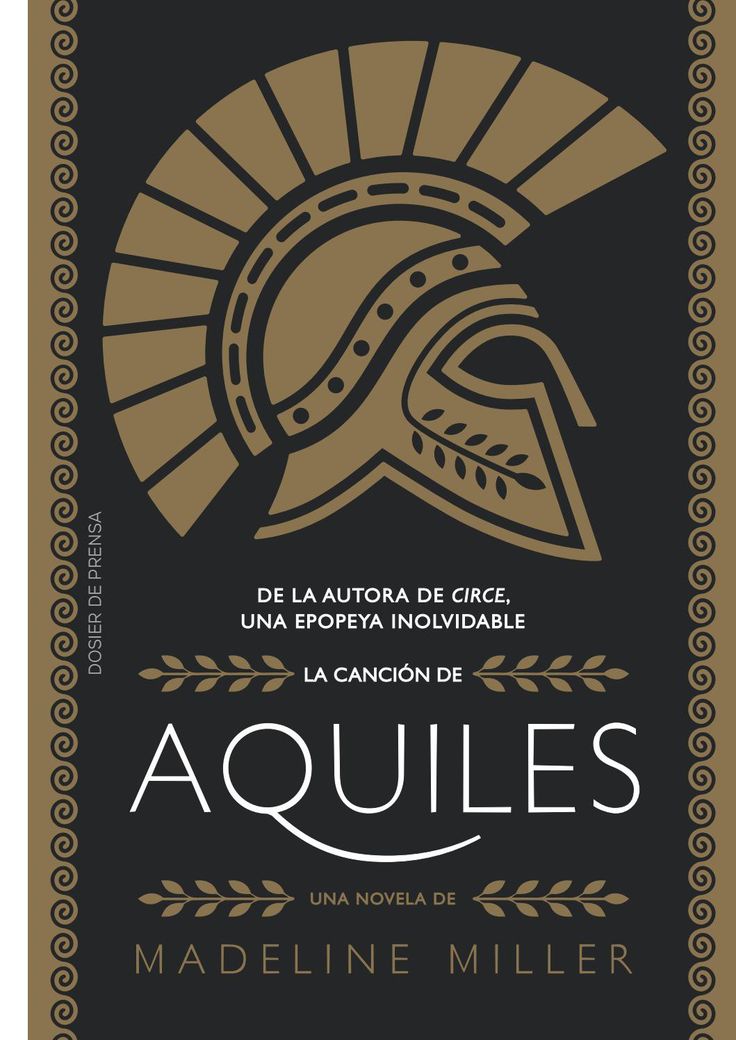 DOSIER DE PRENSA
DE LA AUTORA DE CIRCE,
UNA EPOPEYA INOLVIDABLE
LA CANCIÓN DE
AQUILES
UNA NOVELA DE
MADELINE MILLER